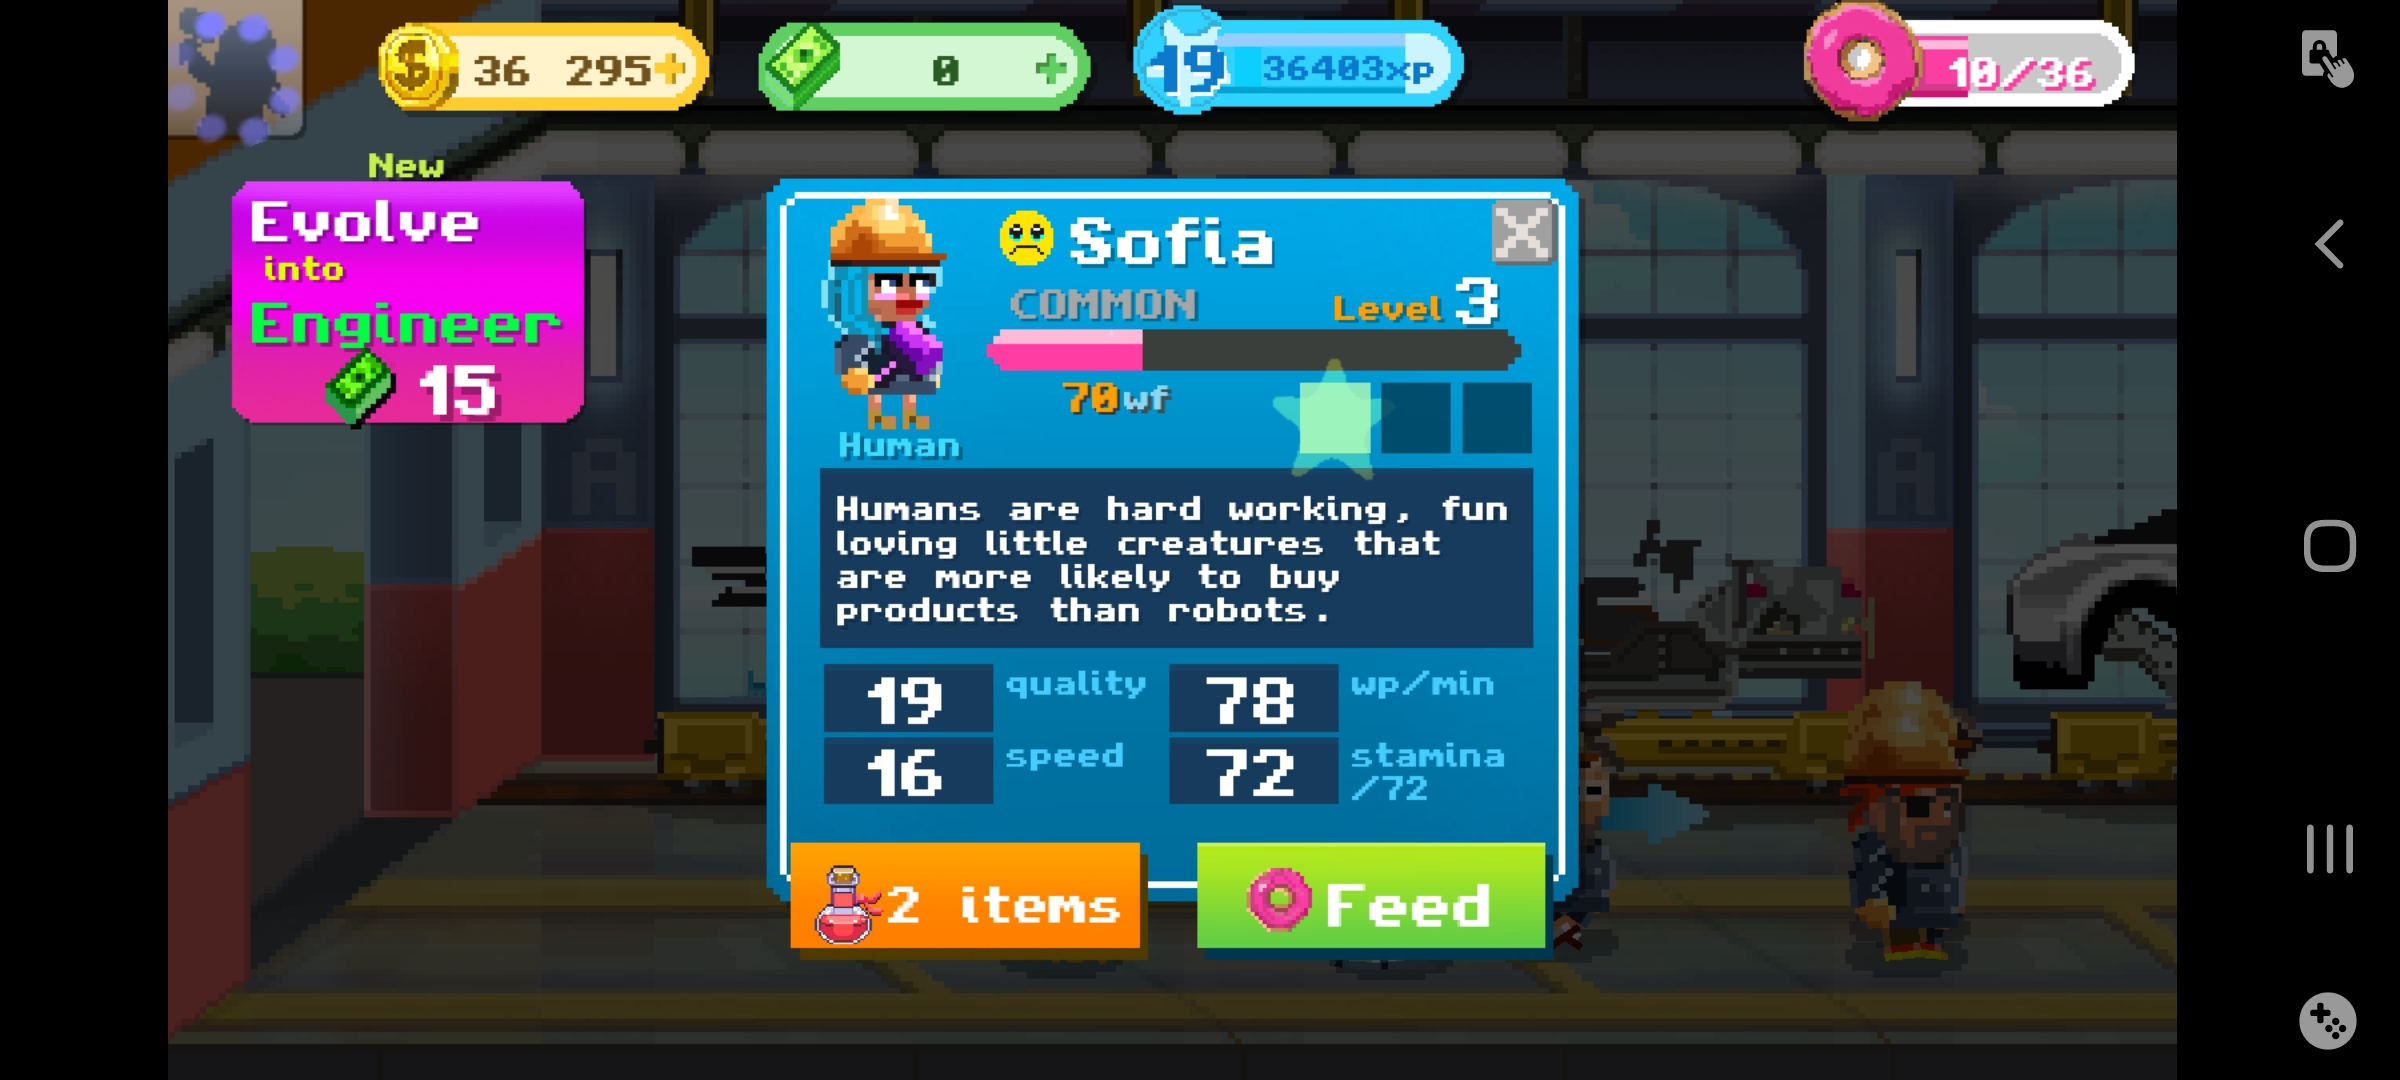 36 295+
0 +
19 36403xp
10/36
New
Evolve
into
Engineer
15
Sofia
COMMON
Level 3
70wf
Human
Humans are hard working, fun
loving little creatures that
are more likely to buy
products than robots.
19 quality 78 wp/min
16 speed 72 stamina
/72
2 items
Feed